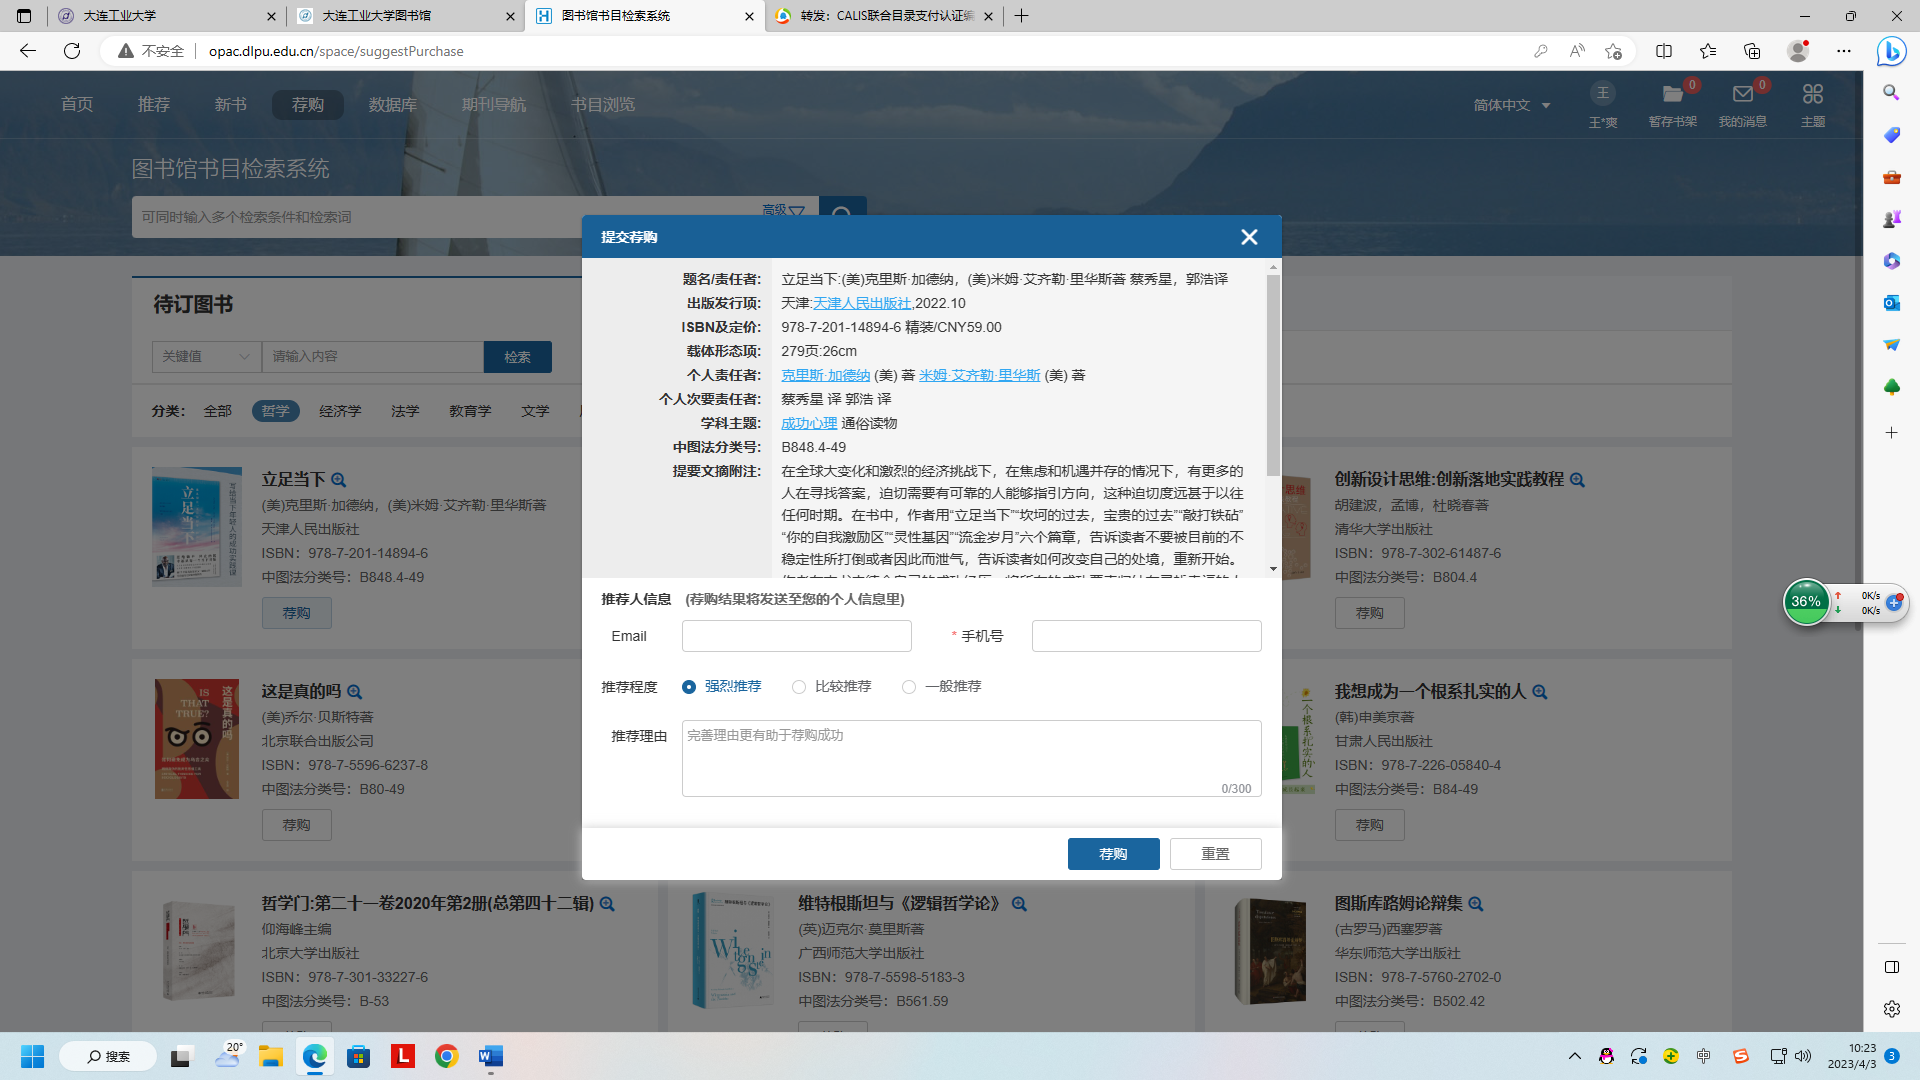 大连工业大学
大连工业大学图书馆
图书馆书目检索系统
转发：CALIS联合目录支付认证编
不安全
opac.dlpu.edu.cn/space/suggestPurchase
首页 推荐 新书 荐购 数据库 期刊导航 书目浏览
简体中文
王
王*爽
0
暂存书架
0
我的消息
主题
图书馆书目检索系统
可同时输入多个检索条件和检索词
高级
待订图书
关键值
请输入内容
检索
分类： 全部 哲学 经济学 法学 教育学 文学
提交荐购
题名/责任者: 立足当下:(美)克里斯·加德纳，(美)米姆·艾齐勒·里华斯著 蔡秀星，郭浩译
出版发行项: 天津:天津人民出版社,2022.10
ISBN及定价: 978-7-201-14894-6 精装/CNY59.00
载体形态项: 279页:26cm
个人责任者: 克里斯·加德纳 (美) 著 米姆·艾齐勒·里华斯 (美) 著
个人次要责任者: 蔡秀星 译 郭浩 译
学科主题: 成功心理 通俗读物
中图法分类号: B848.4-49
提要文摘附注: 在全球大变化和激烈的经济挑战下，在焦虑和机遇并存的情况下，有更多的
人在寻找答案，迫切需要有可靠的人能够指引方向，这种迫切度远甚于以往
任何时期。在书中，作者用“立足当下”“坎坷的过去，宝贵的过去”“敲打铁砧”
“你的自我激励区”“灵性基因”“流金岁月”六个篇章，告诉读者不要被目前的不
稳定性所打倒或者因此而泄气，告诉读者如何改变自己的处境，重新开始。
推荐人信息 (荐购结果将发送至您的个人信息里)
Email
* 手机号
推荐程度 强烈推荐 比较推荐 一般推荐
推荐理由
完善理由更有助于荐购成功
0/300
荐购
重置
立足当下
(美)克里斯·加德纳，(美)米姆·艾齐勒·里华斯著
天津人民出版社
ISBN：978-7-201-14894-6
中图法分类号：B848.4-49
荐购
立足当下
创新设计思维:创新落地实践教程
胡建波，孟博，杜晓春著
清华大学出版社
ISBN：978-7-302-61487-6
中图法分类号：B804.4
荐购
IS
THAT
TRUE?
这是真的吗
这是真的吗
(美)乔尔·贝斯特著
北京联合出版公司
ISBN：978-7-5596-6237-8
中图法分类号：B80-49
荐购
一个根系扎实的人
我想成为一个根系扎实的人
(韩)申美京著
甘肃人民出版社
ISBN：978-7-226-05840-4
中图法分类号：B84-49
荐购
哲学门:第二十一卷2020年第2册(总第四十二辑)
仰海峰主编
北京大学出版社
ISBN：978-7-301-33227-6
中图法分类号：B-53
维特根斯坦与《逻辑哲学论》
(英)迈克尔·莫里斯著
广西师范大学出版社
ISBN：978-7-5598-5183-3
中图法分类号：B561.59
图斯库路姆论辩集
(古罗马)西塞罗著
华东师范大学出版社
ISBN：978-7-5760-2702-0
中图法分类号：B502.42
36%
0K/s
0K/s
搜索
20°
中
10:23
2023/4/3
3